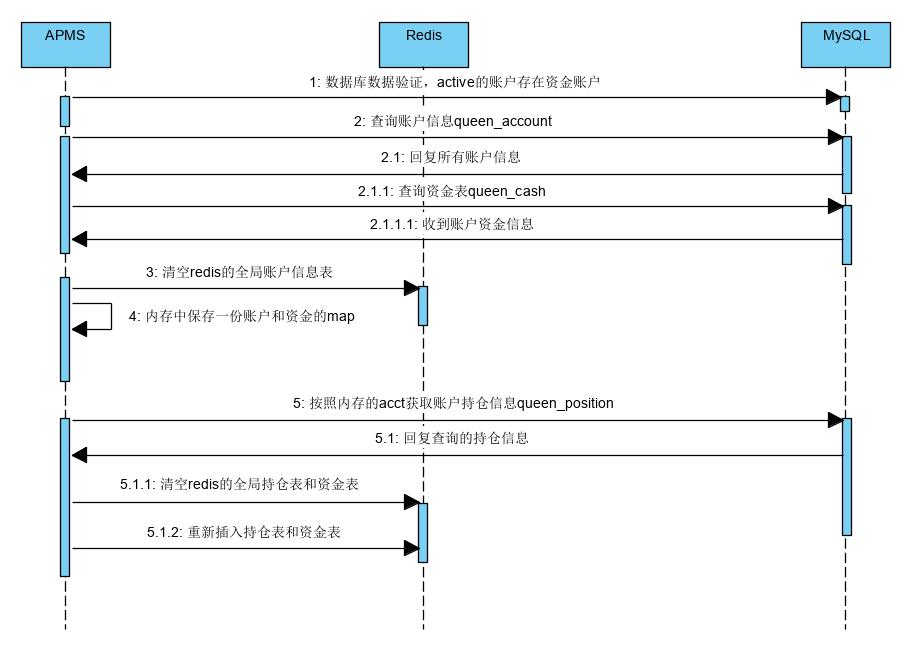 APMS
Redis
MySQL
1: 数据库数据验证，active的账户存在资金账户
2: 查询账户信息queen_account
2.1: 回复所有账户信息
2.1.1: 查询资金表queen_cash
2.1.1.1: 收到账户资金信息
3: 清空redis的全局账户信息表
4: 内存中保存一份账户和资金的map
5: 按照内存的acct获取账户持仓信息queen_position
5.1: 回复查询的持仓信息
5.1.1: 清空redis的全局持仓表和资金表
5.1.2: 重新插入持仓表和资金表